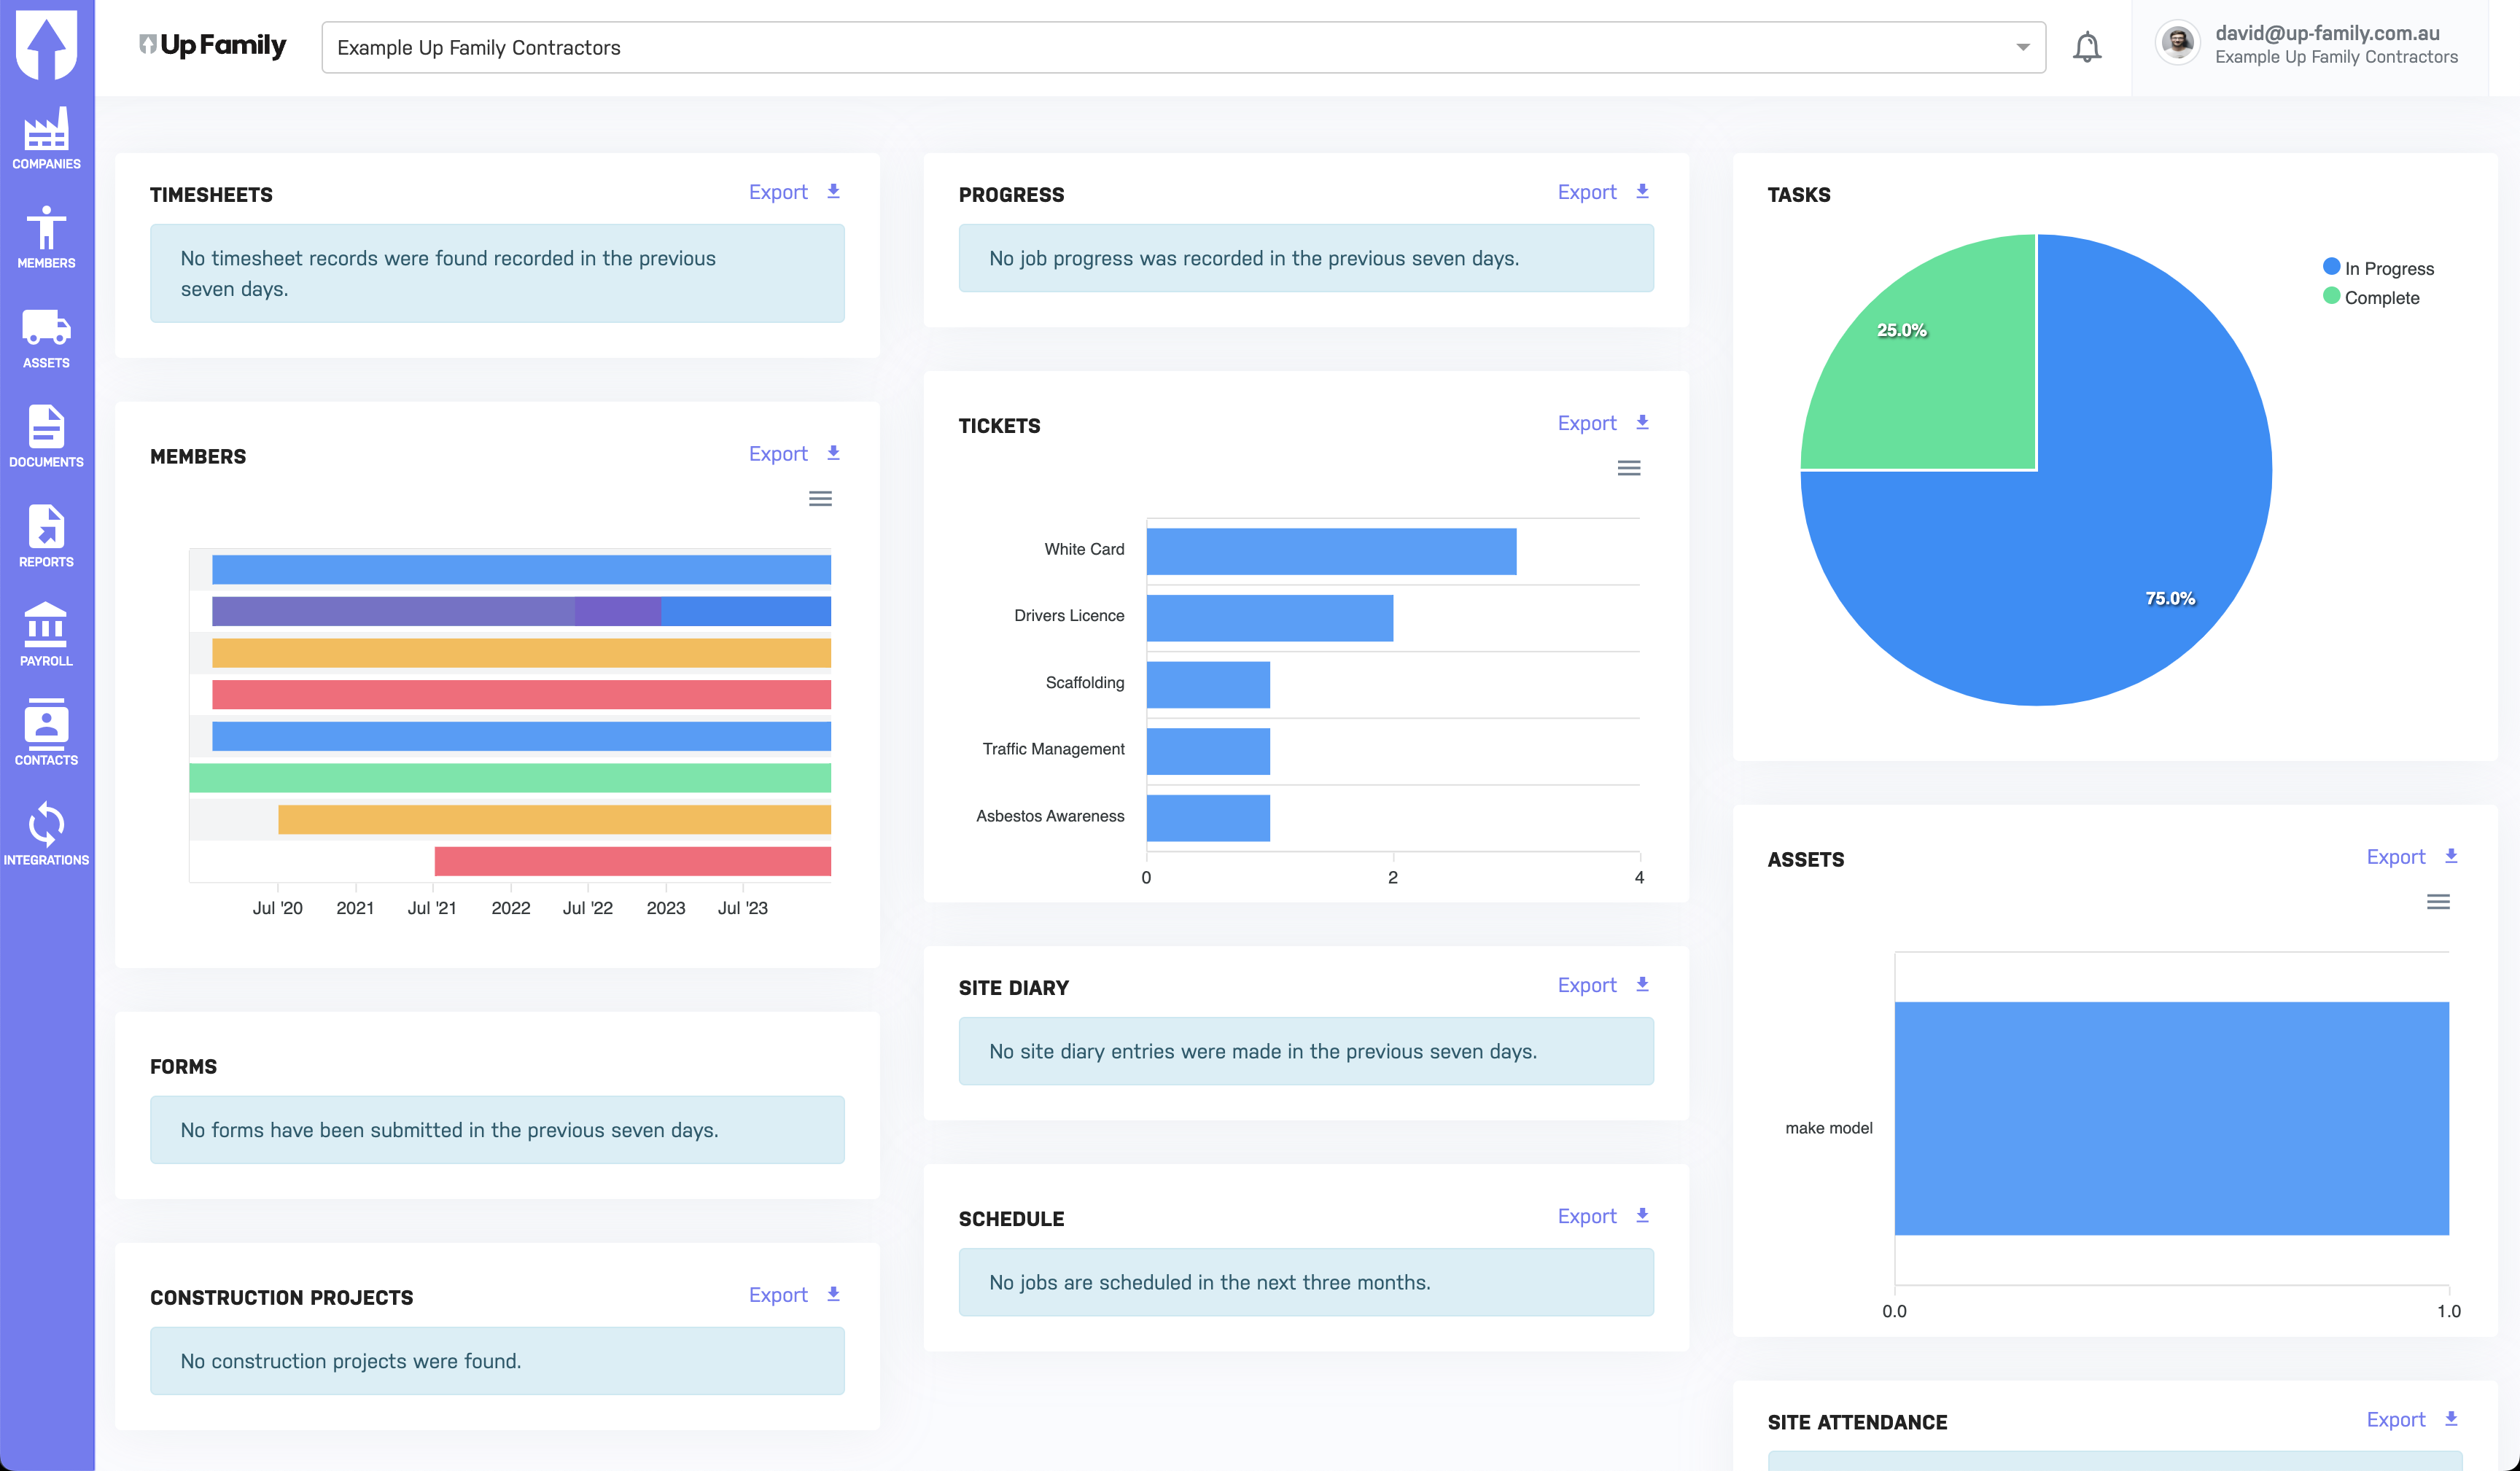 Up Family
Example Up Family Contractors
david@up-family.com.au
Example Up Family Contractors
COMPANIES
MEMBERS
ASSETS
DOCUMENTS
REPORTS
PAYROLL
CONTACTS
INTEGRATIONS
TIMESHEETS
Export
No timesheet records were found recorded in the previous
seven days.
MEMBERS
Export
Jul '20 2021 Jul '21 2022 Jul '22 2023 Jul '23
FORMS
No forms have been submitted in the previous seven days.
CONSTRUCTION PROJECTS
Export
No construction projects were found.
PROGRESS
Export
No job progress was recorded in the previous seven days.
TICKETS
Export
White Card
Drivers Licence
Scaffolding
Traffic Management
Asbestos Awareness
0 2 4
SITE DIARY
Export
No site diary entries were made in the previous seven days.
SCHEDULE
Export
No jobs are scheduled in the next three months.
TASKS
In Progress
Complete
25.0%
75.0%
ASSETS
Export
make model
0.0 1.0
SITE ATTENDANCE
Export